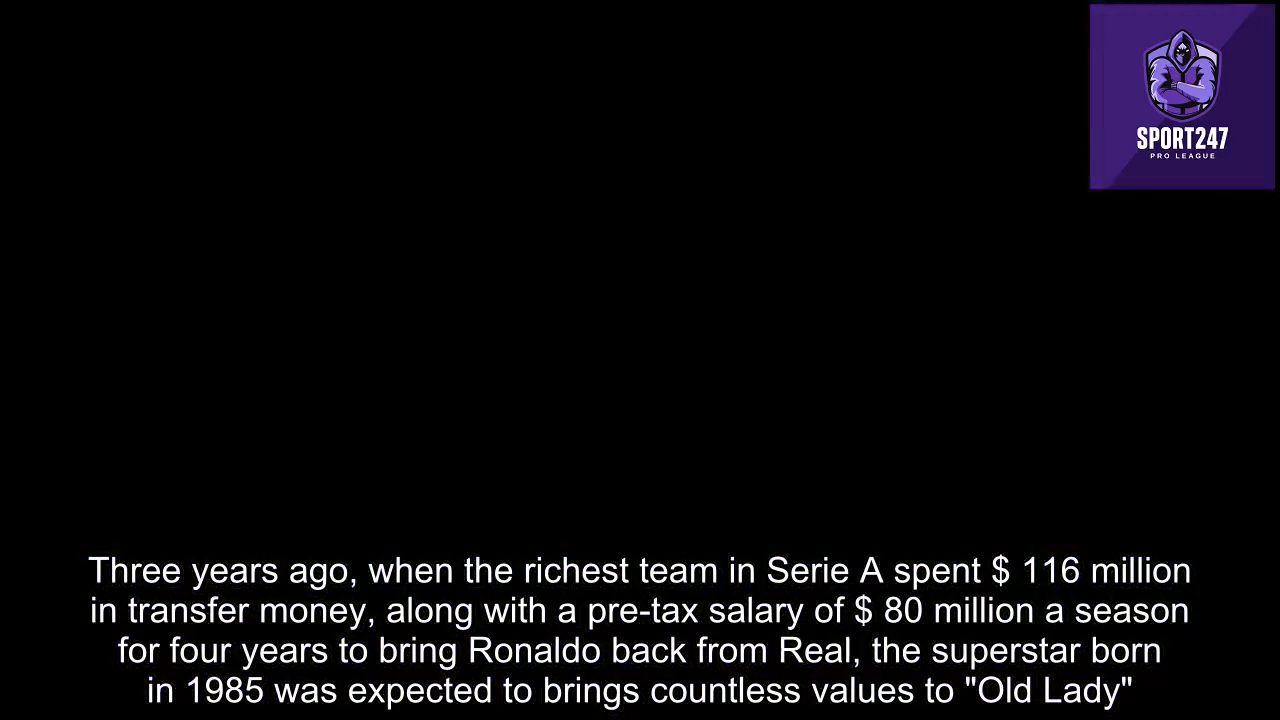 SPORT247
PRO LEAGUE
Three years ago, when the richest team in Serie A spent $ 116 million
in transfer money, along with a pre-tax salary of $ 80 million a season
for four years to bring Ronaldo back from Real, the superstar born
in 1985 was expected to brings countless values to "Old Lady"